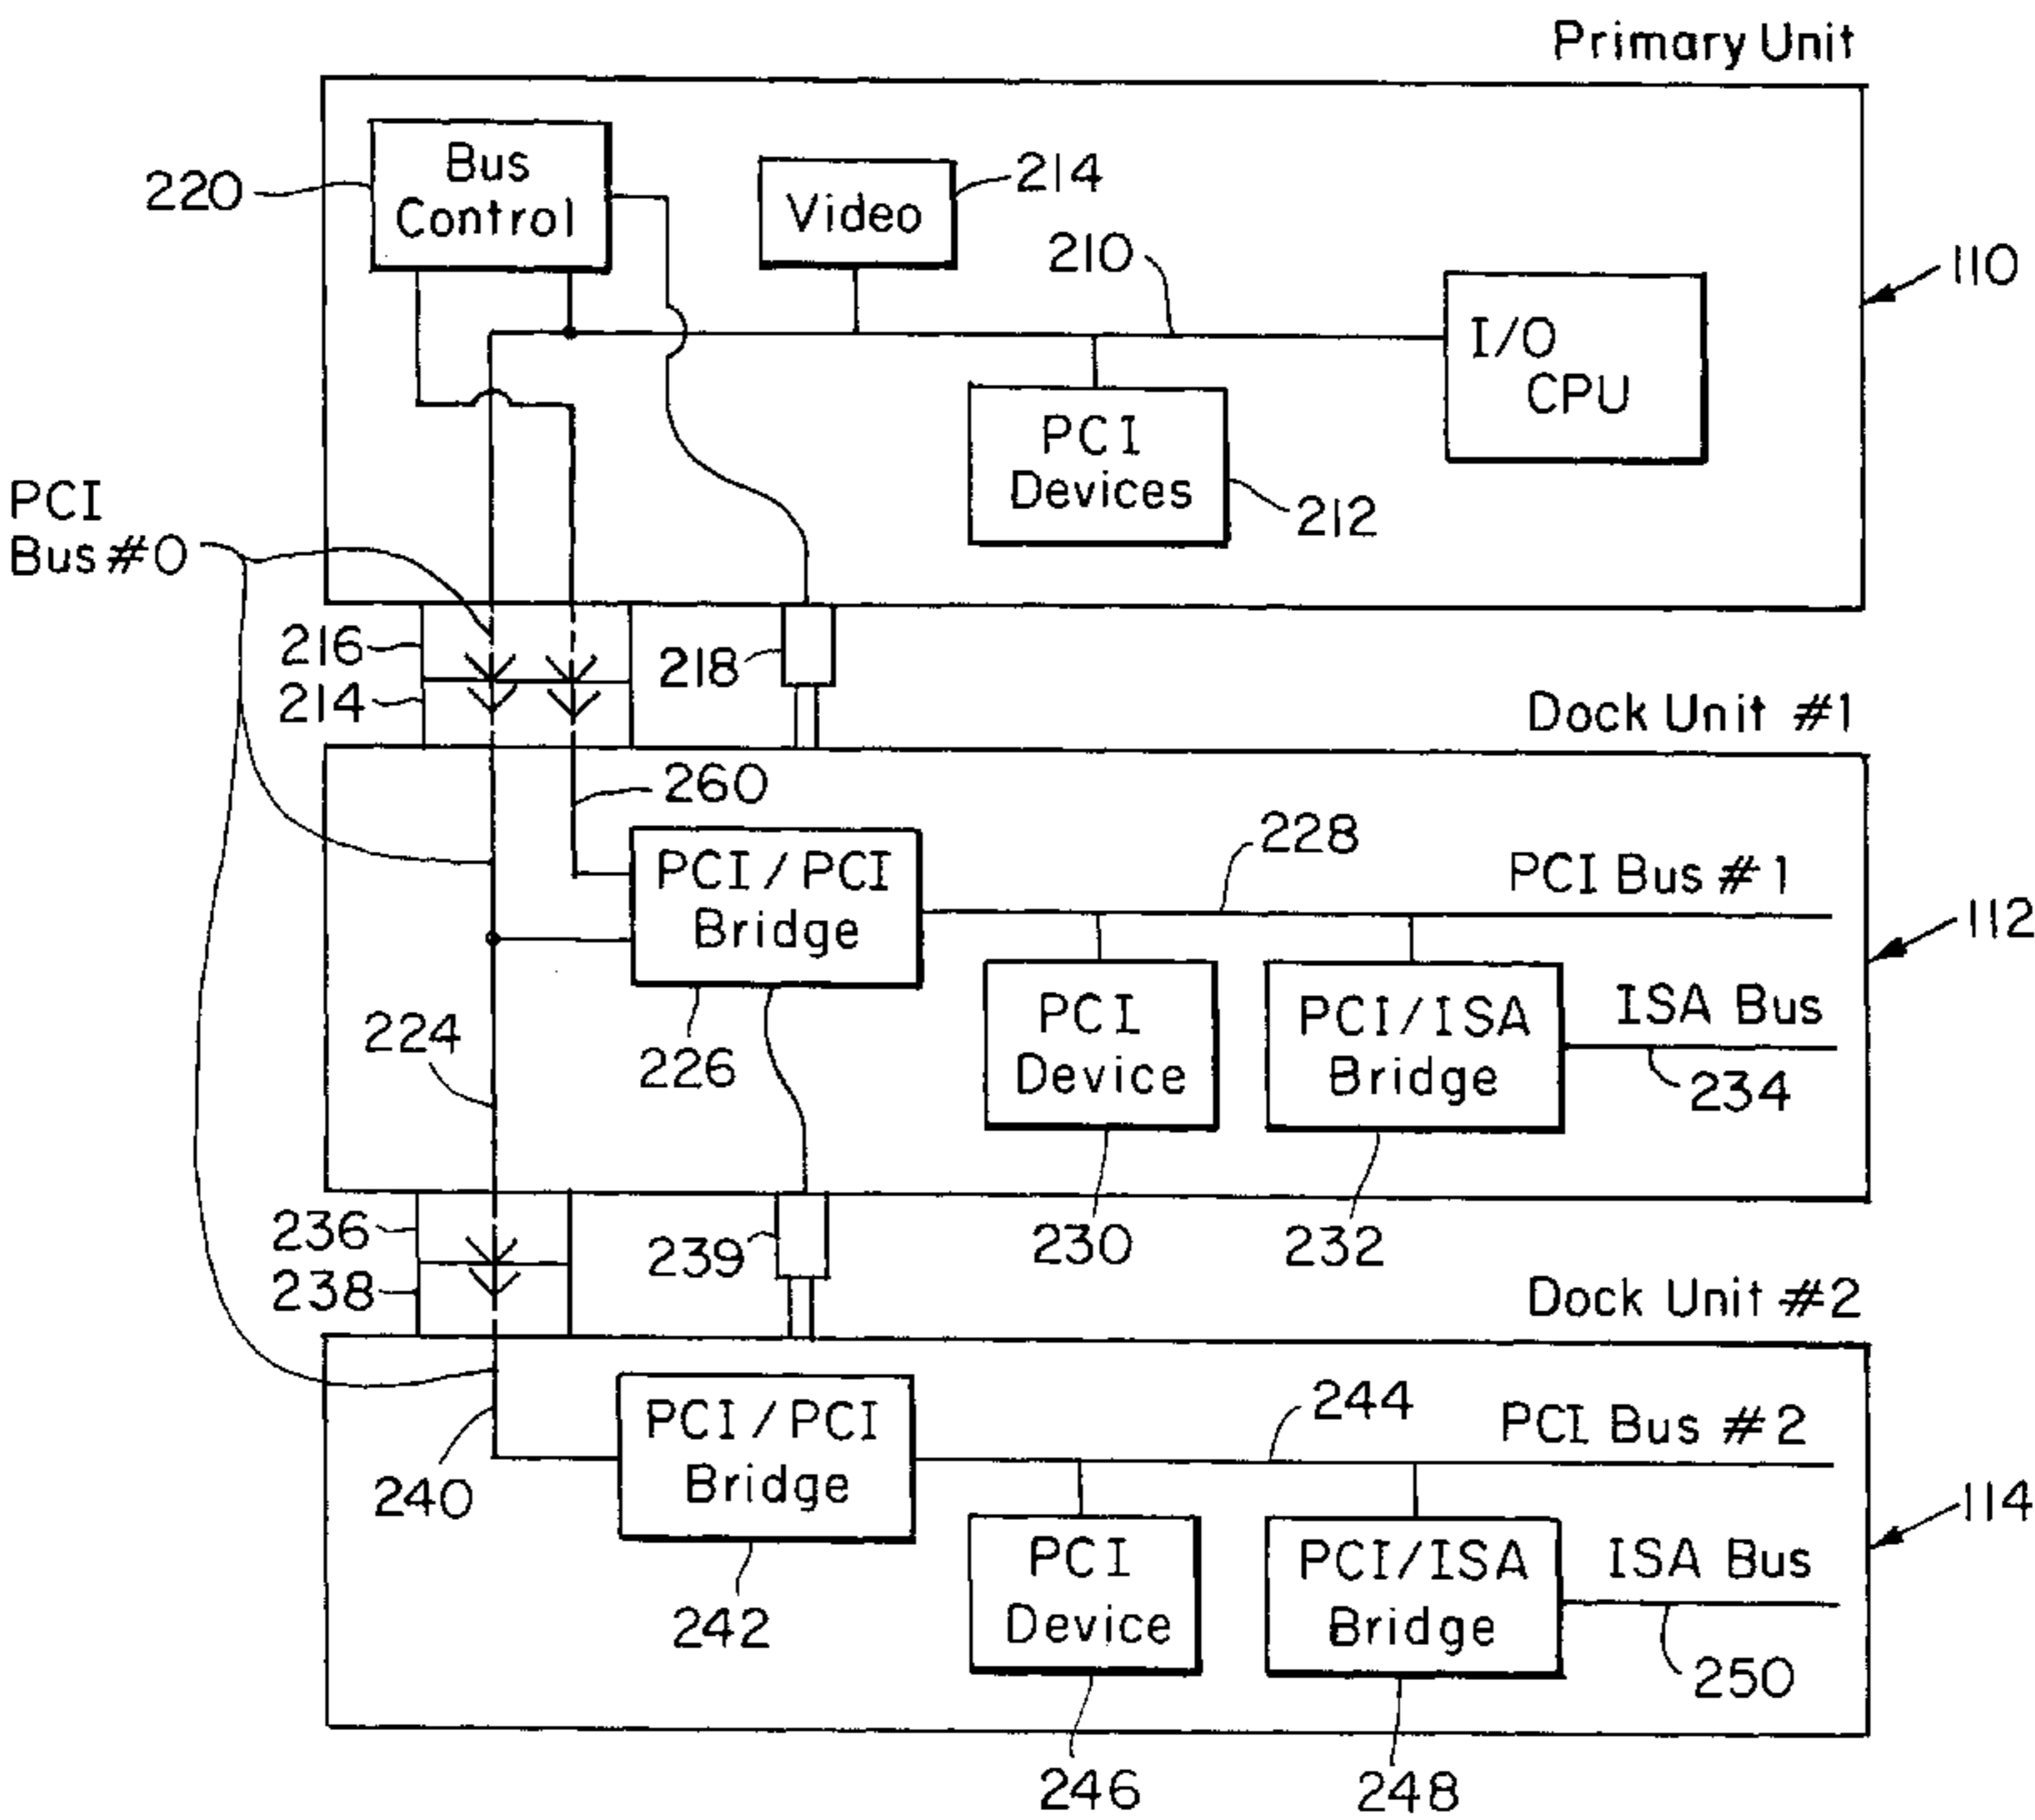 Primary Unit
Bus
Control
220
Video
214
210
110
I/O
CPU
PCI
Devices
212
PCI
Bus #0
216
214
218
Dock Unit #1
260
PCI/PCI
Bridge
228
PCI Bus #1
112
224
226
PCI
Device
PCI/ISA
Bridge
ISA Bus
234
236
238
239
230
232
Dock Unit #2
240
PCI/PCI
Bridge
244
PCI Bus #2
114
242
PCI
Device
PCI/ISA
Bridge
ISA Bus
250
246
248